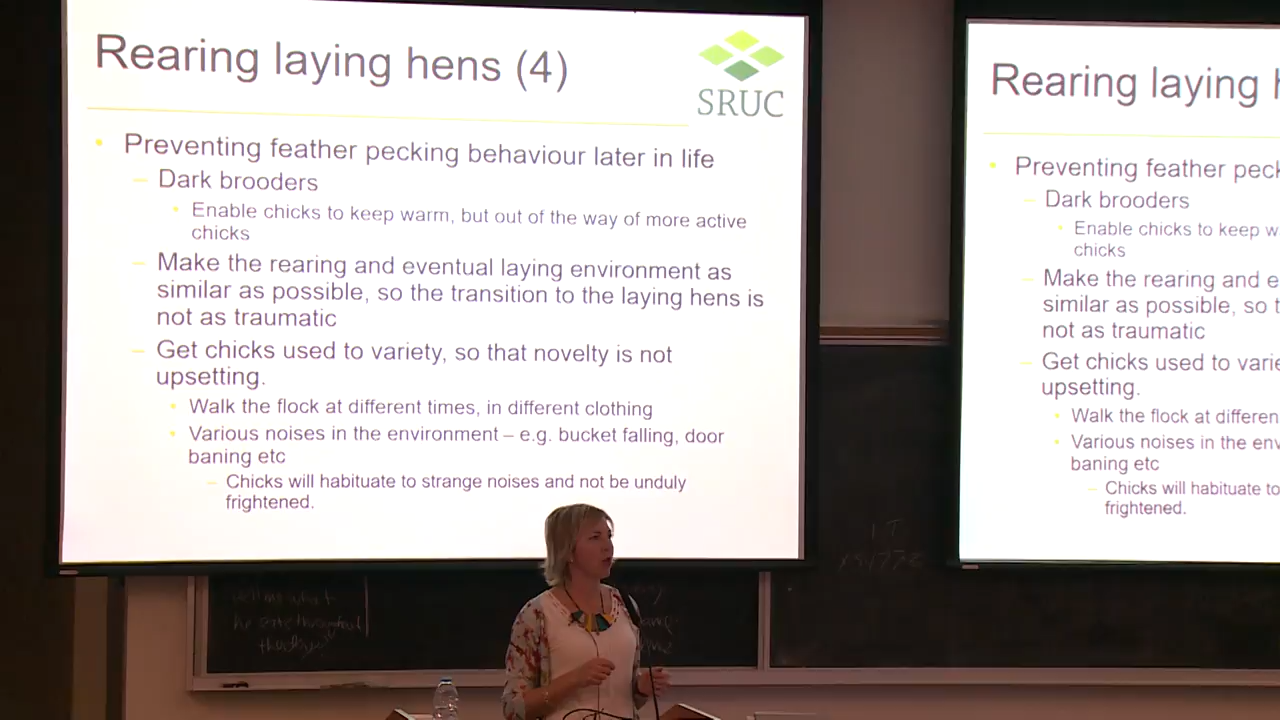 Rearing laying hens (4)
SRUC
• Preventing feather pecking behaviour later in life
– Dark brooders
• Enable chicks to keep warm, but out of the way of more active
chicks
– Make the rearing and eventual laying environment as
similar as possible, so the transition to the laying hens is
not as traumatic
– Get chicks used to variety, so that novelty is not
upsetting.
• Walk the flock at different times, in different clothing
• Various noises in the environment – e.g. bucket falling, door
baning etc
– Chicks will habituate to strange noises and not be unduly
frightened.
Rearing laying
• Preventing feather
– Dark brooders
• Enable chicks to keep
chicks
– Make the rearing and
similar as possible, so
not as traumatic
– Get chicks used to
upsetting.
• Walk the flock at
• Various noises in the
baning etc
– Chicks will habituate to
frightened.